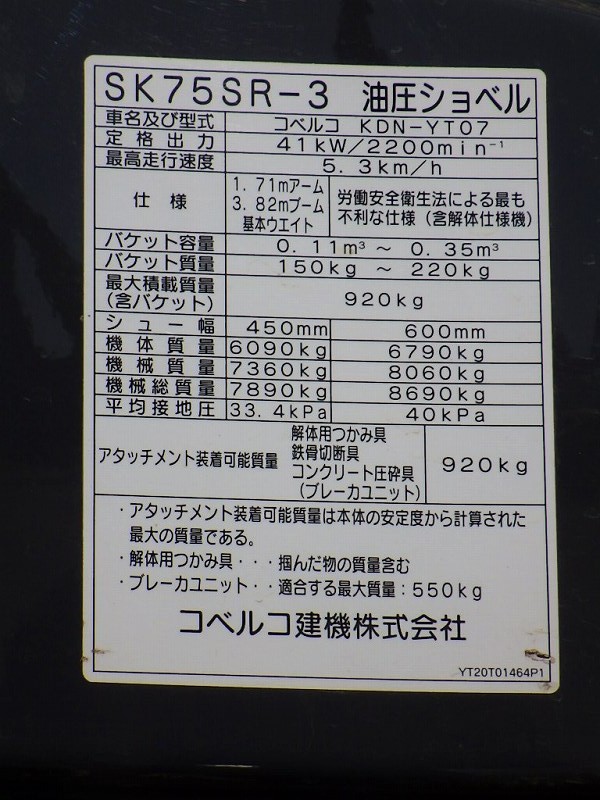 SK75SR-3 油圧ショベル
車名及び型式 コベルコ KDN-YT07
定格出力 41kW/2200min⁻¹
最高走行速度 5.3km/h
仕様 1.71mアーム 3.82mブーム 基本ウエイト 労働安全衛生法による最も不利な仕様(含解体仕様機)
バケット容量 0.11m³ ~ 0.35m³
バケット質量 150kg ~ 220kg
最大積載質量(含バケット) 920kg
シュー幅 450mm 600mm
機体質量 6090kg 6790kg
機械質量 7360kg 8060kg
機械総質量 7890kg 8690kg
平均接地圧 33.4kPa 40kPa
アタッチメント装着可能質量 解体用つかみ具 鉄骨切断具 コンクリート圧砕具 (ブレーカユニット) 920kg
・アタッチメント装着可能質量は本体の安定度から計算された
最大の質量である。
・解体用つかみ具・・・掴んだ物の質量含む
・ブレーカユニット・・適合する最大質量:550kg
コベルコ建機株式会社
YT20T01464P1